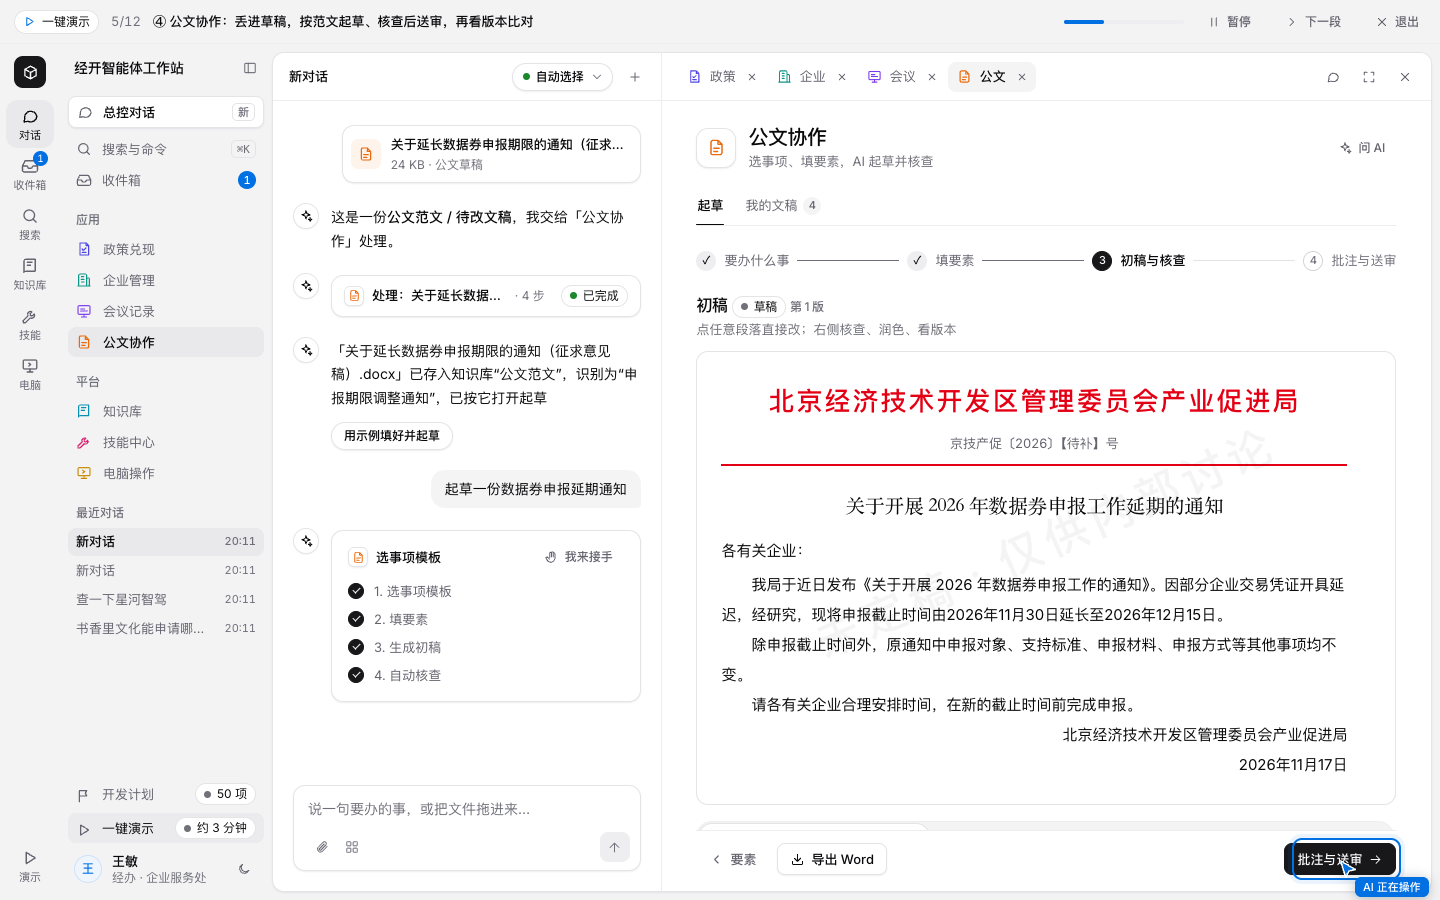 一键演示
5/12
④ 公文协作：丢进草稿，按范文起草、核查后送审，再看版本比对
暂停
下一段
退出
对话
1
收件箱
搜索
知识库
技能
电脑
演示
经开智能体工作站
总控对话
新
搜索与命令
⌘K
收件箱
1
应用
政策兑现
企业管理
会议记录
公文协作
平台
知识库
技能中心
电脑操作
最近对话
新对话 20:11
新对话 20:11
查一下星河智驾 20:11
书香里文化能申请哪... 20:11
开发计划
50 项
一键演示
约 3 分钟
王
王敏
经办 · 企业服务处
新对话
自动选择
关于延长数据券申报期限的通知（征求...
24 KB · 公文草稿
这是一份公文范文 / 待改文稿，我交给「公文协
作」处理。
处理：关于延长数据... · 4 步
已完成
「关于延长数据券申报期限的通知（征求意见
稿）.docx」已存入知识库“公文范文”，识别为“申
报期限调整通知”，已按它打开起草
用示例填好并起草
起草一份数据券申报延期通知
选事项模板
我来接手
1. 选事项模板
2. 填要素
3. 生成初稿
4. 自动核查
说一句要办的事，或把文件拖进来...
政策
企业
会议
公文
公文协作
选事项、填要素，AI 起草并核查
问 AI
起草
我的文稿 4
要办什么事
填要素
3 初稿与核查
4 批注与送审
初稿
草稿
第 1 版
点任意段落直接改；右侧核查、润色、看版本
北京经济技术开发区管理委员会产业促进局
京技产促〔2026〕【待补】号
关于开展 2026 年数据券申报工作延期的通知
各有关企业：
我局于近日发布《关于开展 2026 年数据券申报工作的通知》。因部分企业交易凭证开具延
迟，经研究，现将申报截止时间由2026年11月30日延长至2026年12月15日。
除申报截止时间外，原通知中申报对象、支持标准、申报材料、申报方式等其他事项均不
变。
请各有关企业合理安排时间，在新的截止时间前完成申报。
北京经济技术开发区管理委员会产业促进局
2026年11月17日
仅供内部讨论
要素
导出 Word
批注与送审
AI 正在操作